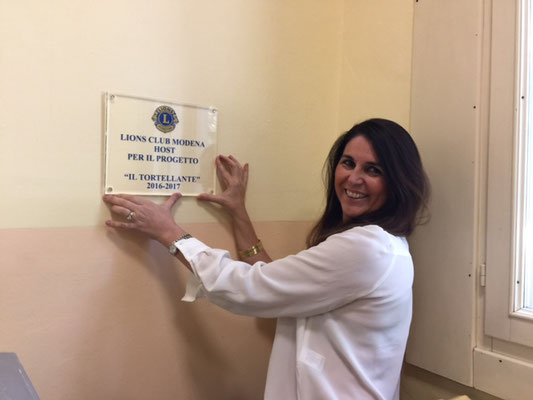 L
LIONS CLUB MODENA
HOST
PER IL PROGETTO
"IL TORTELLANTE"
2016-2017